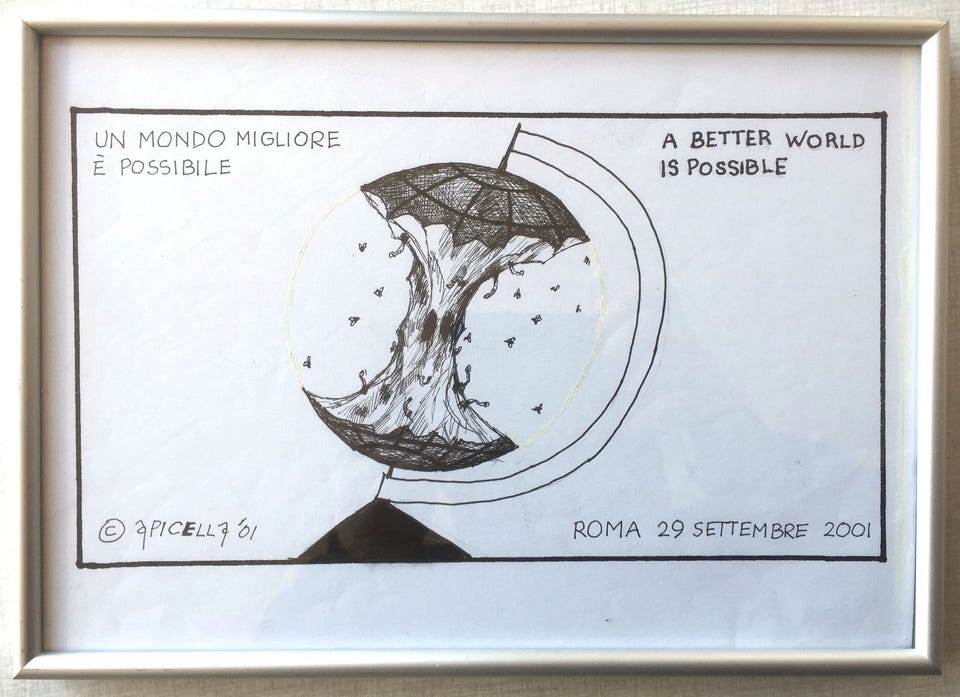 UN MONDO MIGLIORE
È POSSIBILE
A BETTER WORLD
IS POSSIBLE
© APICELLA '01
ROMA 29 SETTEMBRE 2001